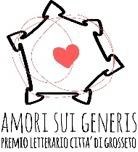 AMORI SUI GENERIS
PREMIO LETTERARIO CITTA' DI GROSSETO